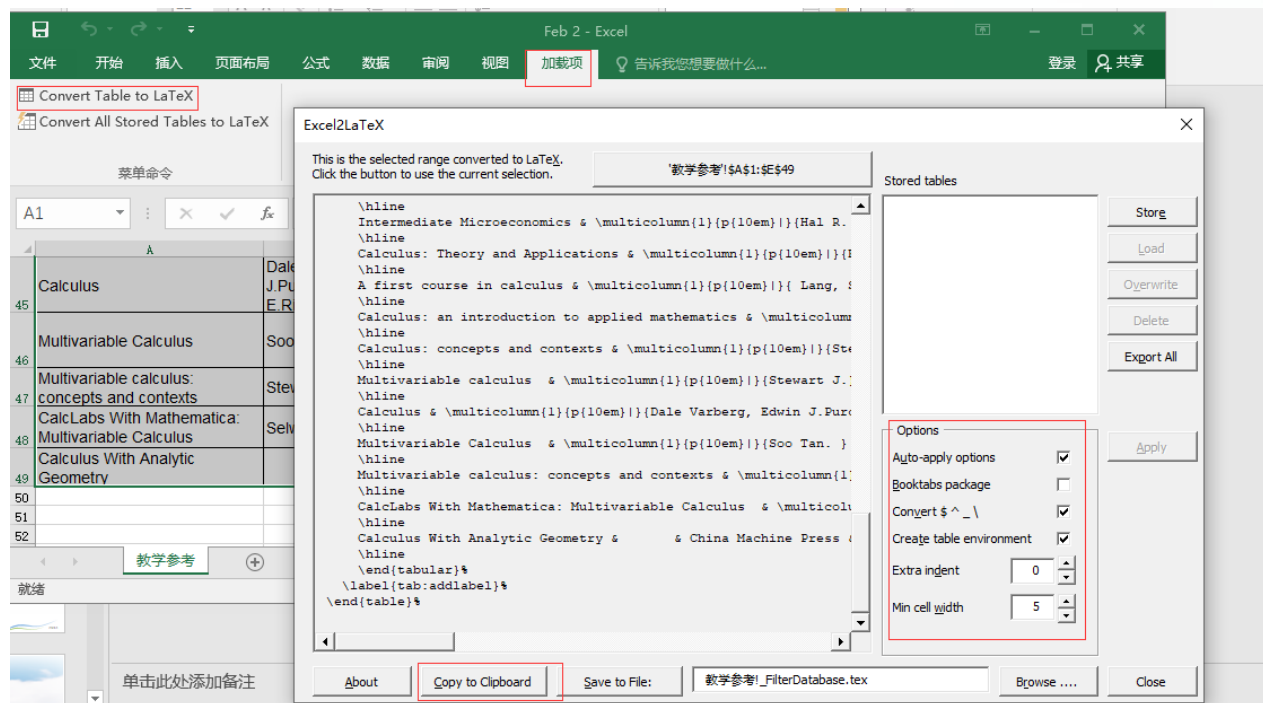 Feb 2 - Excel
文件 开始 插入 页面布局 公式 数据 审阅 视图 加载项 告诉我您想要做什么... 登录 共享
Convert Table to LaTeX
Convert All Stored Tables to LaTeX
菜单命令
A1
fx
A
45 Calculus
Dale
J.Pu
E.Ri
46 Multivariable Calculus Soo
47 Multivariable calculus:
concepts and contexts Stew
48 CalcLabs With Mathematica:
Multivariable Calculus Selw
49 Calculus With Analytic
Geometry
50
51
52
教学参考
就绪
单击此处添加备注
Excel2LaTeX
This is the selected range converted to LaTeX.
Click the button to use the current selection.
'教学参考'!$A$1:$E$49
\hline
Intermediate Microeconomics & \multicolumn{1}{p{10em}|}{Hal R.
\hline
Calculus: Theory and Applications & \multicolumn{1}{p{10em}|}{
\hline
A first course in calculus & \multicolumn{1}{p{10em}|}{ Lang,
\hline
Calculus: an introduction to applied mathematics & \multicolumn
\hline
Calculus: concepts and contexts & \multicolumn{1}{p{10em}|}{Ste
\hline
Multivariable calculus & \multicolumn{1}{p{10em}|}{Stewart J.}
\hline
Calculus & \multicolumn{1}{p{10em}|}{Dale Varberg, Edwin J.Purc
\hline
Multivariable Calculus & \multicolumn{1}{p{10em}|}{Soo Tan. }
\hline
Multivariable calculus: concepts and contexts & \multicolumn{1}
\hline
CalcLabs With Mathematica: Multivariable Calculus & \multicolu
\hline
Calculus With Analytic Geometry & & China Machine Press &
\hline
\end{tabular}%
\label{tab:addlabel}%
\end{table}%
Stored tables
Store
Load
Overwrite
Delete
Export All
Options
Auto-apply options
Booktabs package
Convert $ ^ _ \
Create table environment
Extra indent 0
Min cell width 5
Apply
About
Copy to Clipboard
Save to File:
教学参考!_FilterDatabase.tex
Browse ....
Close